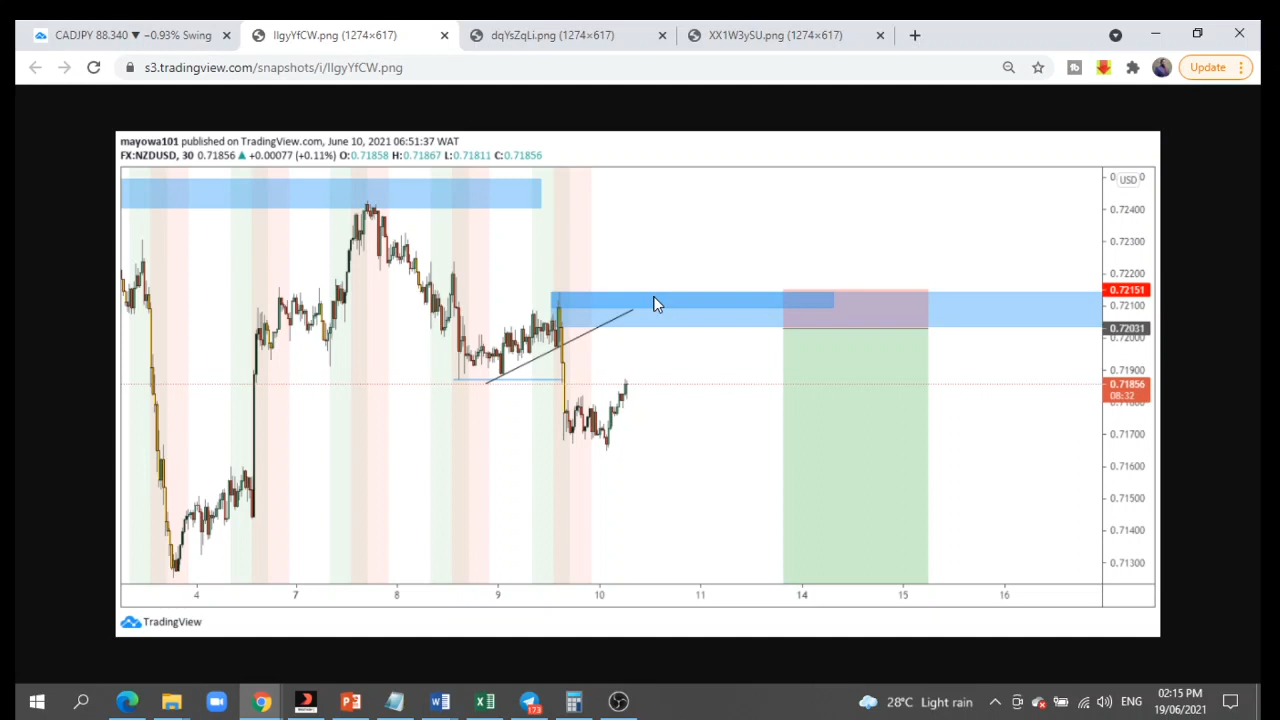 CADJPY 88.340 ▼ −0.93% Swing
IIgyYfCW.png (1274×617)
dqYsZqLi.png (1274×617)
XX1W3ySU.png (1274×617)
s3.tradingview.com/snapshots/i/IIgyYfCW.png
Update
mayowa101 published on TradingView.com, June 10, 2021 06:51:37 WAT
FX:NZDUSD, 30 0.71856 ▲ +0.00077 (+0.11%) O:0.71858 H:0.71867 L:0.71811 C:0.71856
USD
0.72400
0.72300
0.72200
0.72151
0.72100
0.72031
0.72000
0.71900
0.71856
08:32
0.71700
0.71600
0.71500
0.71400
0.71300
4 7 8 9 10 11 14 15 16
TradingView
173
28°C Light rain
ENG
02:15 PM
19/06/2021